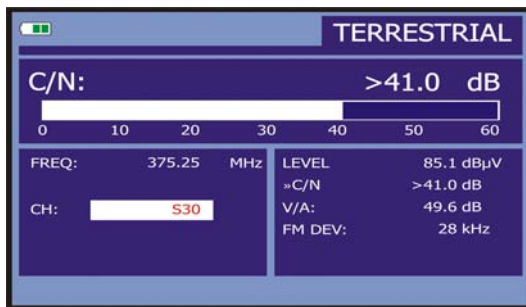 TERRESTRIAL
C/N: >41.0 dB
0 10 20 30 40 50 60
FREQ: 375.25 MHz
CH: S30
LEVEL 85.1 dBµV
»C/N >41.0 dB
V/A: 49.6 dB
FM DEV: 28 kHz